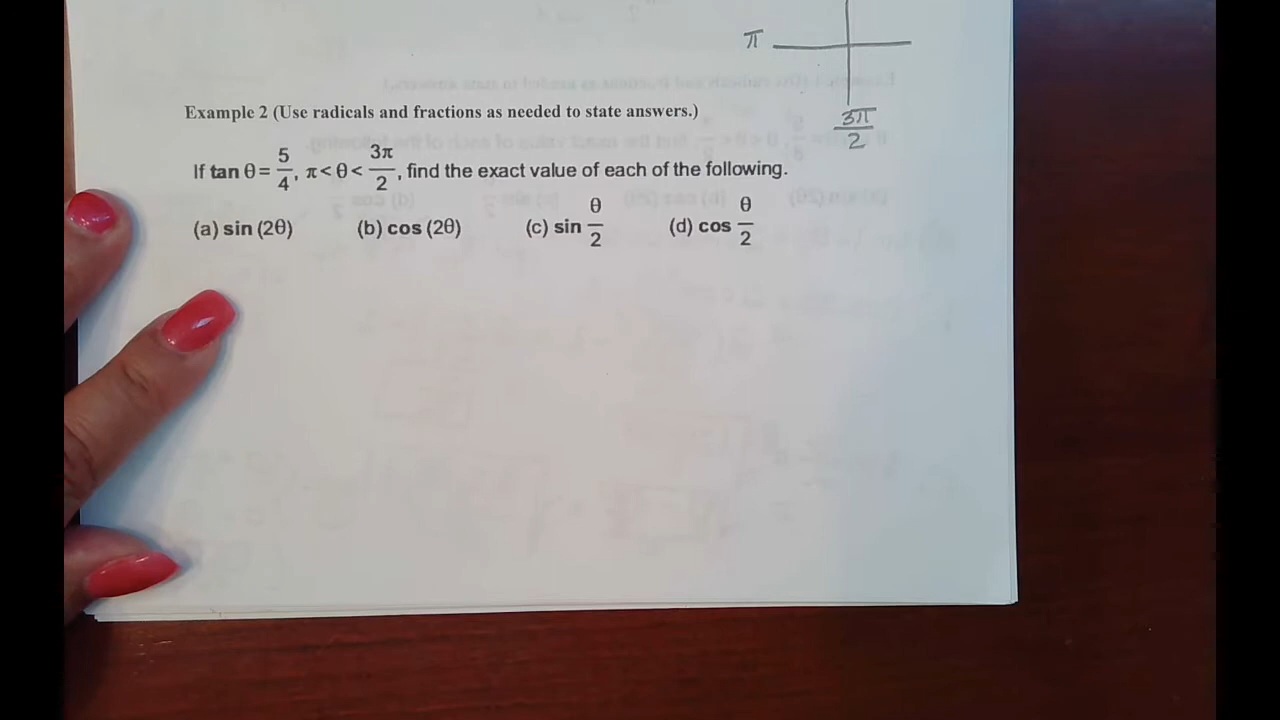 π
3π/2
Example 2 (Use radicals and fractions as needed to state answers.)
If tan θ = 5/4, π < θ < 3π/2, find the exact value of each of the following.
(a) sin (2θ) (b) cos (2θ) (c) sin θ/2 (d) cos θ/2